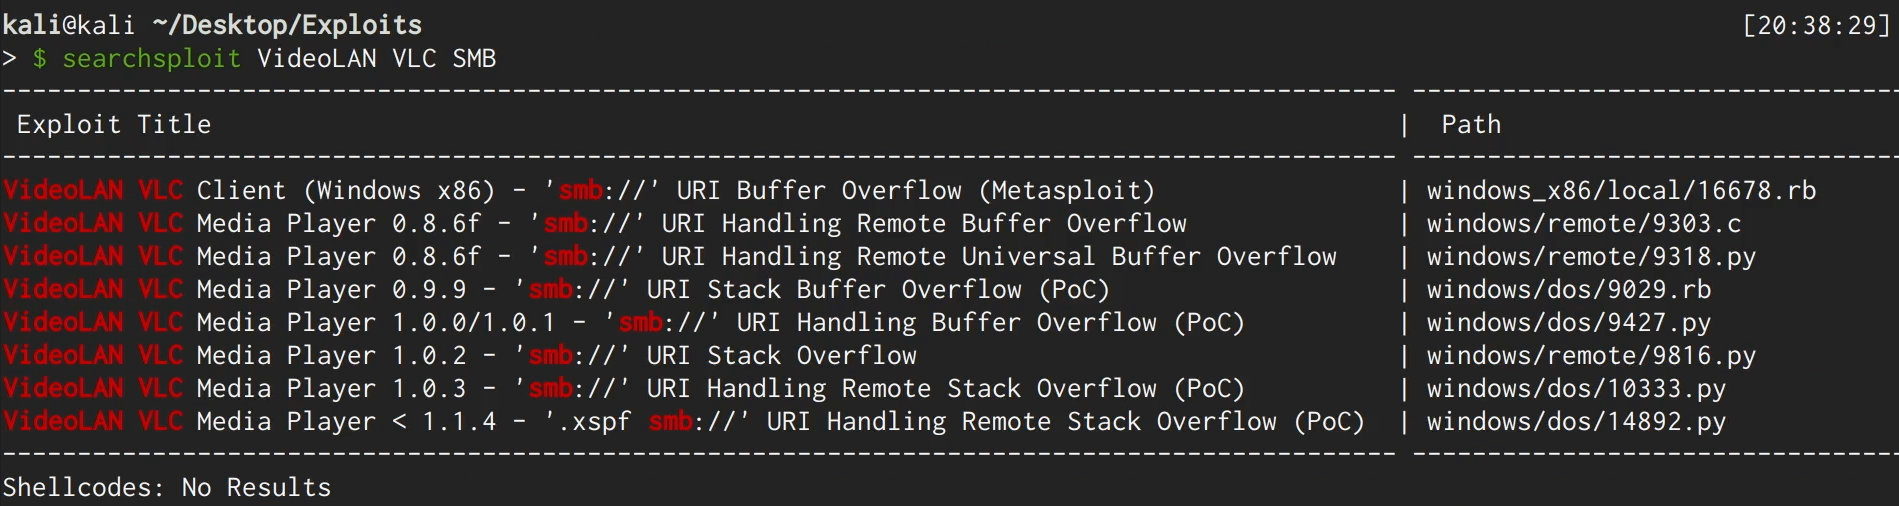 kali@kali ~/Desktop/Exploits [20:38:29]
> $ searchsploit VideoLAN VLC SMB
--------------------------------------------------------------------------------------------- ---------------------------------
Exploit Title | Path
--------------------------------------------------------------------------------------------- ---------------------------------
VideoLAN VLC Client (Windows x86) - 'smb://' URI Buffer Overflow (Metasploit) | windows_x86/local/16678.rb
VideoLAN VLC Media Player 0.8.6f - 'smb://' URI Handling Remote Buffer Overflow | windows/remote/9303.c
VideoLAN VLC Media Player 0.8.6f - 'smb://' URI Handling Remote Universal Buffer Overflow | windows/remote/9318.py
VideoLAN VLC Media Player 0.9.9 - 'smb://' URI Stack Buffer Overflow (PoC) | windows/dos/9029.rb
VideoLAN VLC Media Player 1.0.0/1.0.1 - 'smb://' URI Handling Buffer Overflow (PoC) | windows/dos/9427.py
VideoLAN VLC Media Player 1.0.2 - 'smb://' URI Stack Overflow | windows/remote/9816.py
VideoLAN VLC Media Player 1.0.3 - 'smb://' URI Handling Remote Stack Overflow (PoC) | windows/dos/10333.py
VideoLAN VLC Media Player < 1.1.4 - '.xspf smb://' URI Handling Remote Stack Overflow (PoC) | windows/dos/14892.py
--------------------------------------------------------------------------------------------- ---------------------------------
Shellcodes: No Results